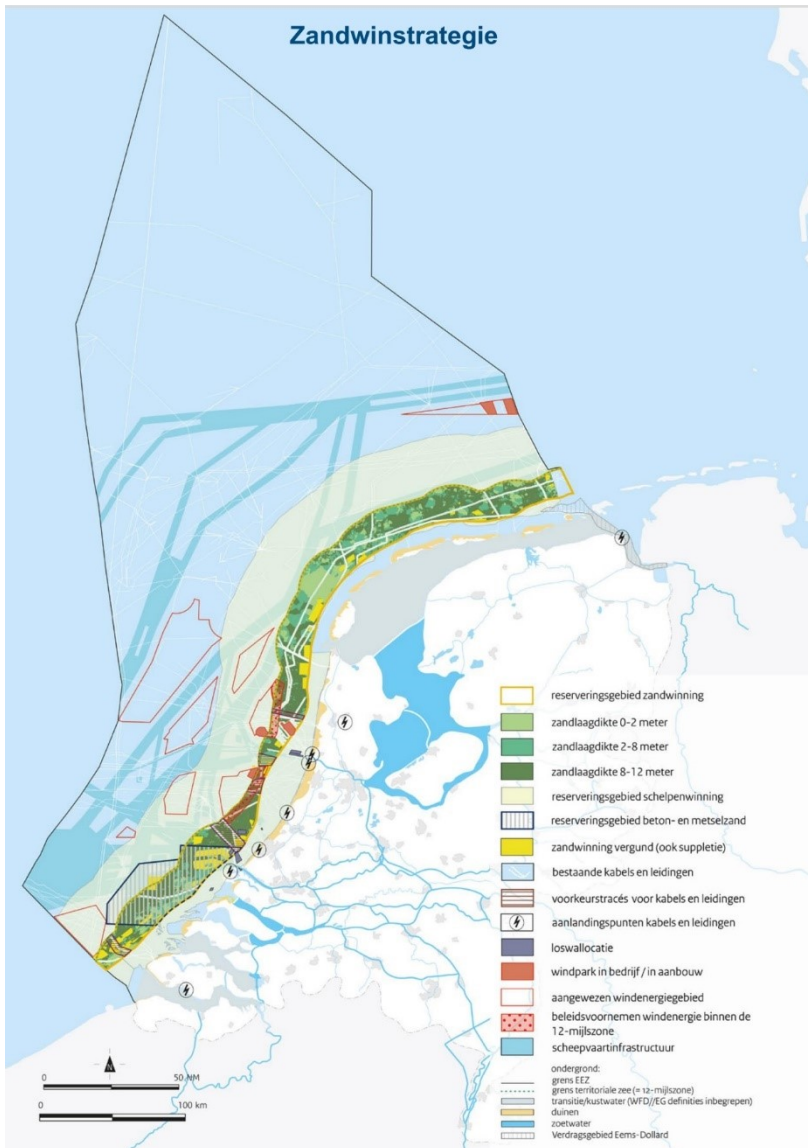 Zandwinstrategie
reserveringsgebied zandwinning
zandlaagdikte 0-2 meter
zandlaagdikte 2-8 meter
zandlaagdikte 8-12 meter
reserveringsgebied schelpenwinning
reserveringsgebied beton- en metselzand
zandwinning vergund (ook suppletie)
bestaande kabels en leidingen
voorkeurstracés voor kabels en leidingen
aanlandingspunten kabels en leidingen
loswallocatie
windpark in bedrijf / in aanbouw
aangewezen windenergiegebied
beleidsvoornemen windenergie binnen de
12-mijlszone
scheepvaartinfrastructuur
ondergrond:
grens EEZ
grens territoriale zee (= 12-mijlszone)
transitie/kustwater (WFD//EG definities inbegrepen)
duinen
zoetwater
Verdragsgebied Eems-Dollard
0 50 NM
0 100 km